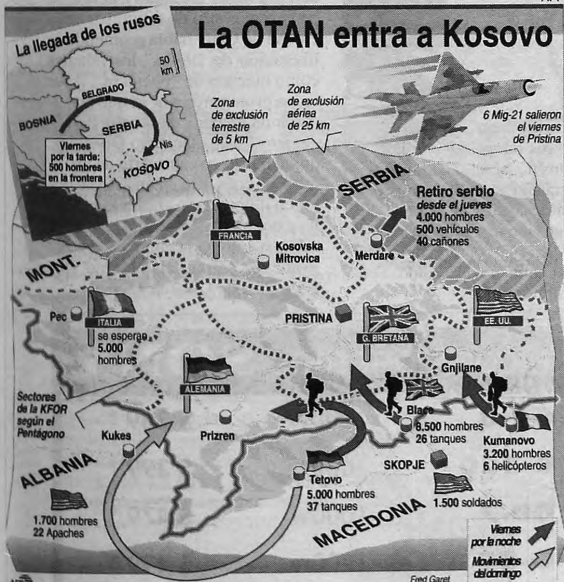 La OTAN entra a Kosovo
La llegada de los rusos
50
km
BELGRADO
BOSNIA
SERBIA
Nis
KOSOVO
Viernes
por la tarde:
500 hombres
en la frontera
Zona
de exclusión
terrestre
de 5 km
Zona
de exclusión
aérea
de 25 km
6 Mig-21 salieron
el viernes
de Pristina
SERBIA
Retiro serbio
desde el jueves
4.000 hombres
500 vehículos
40 cañones
FRANCIA
Kosovska
Mitrovica
Merdare
MONT.
Pec
ITALIA
se esperan
5.000
hombres
PRISTINA
G. BRETAÑA
EE. UU.
ALEMANIA
Gnjilane
Sectores
de la KFOR
según el
Pentágono
Kukes
Prizren
Blace
8.500 hombres
26 tanques
Kumanovo
3.200 hombres
6 helicópteros
ALBANIA
1.700 hombres
22 Apaches
Tetovo
5.000 hombres
37 tanques
SKOPJE
1.500 soldados
MACEDONIA
Viernes
por la noche
Movimientos
del domingo
Fred Garet